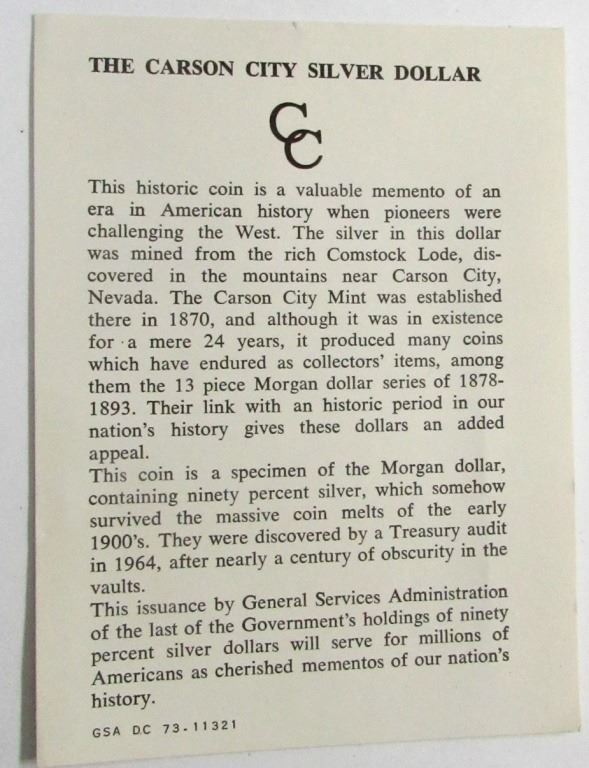 THE CARSON CITY SILVER DOLLAR
CC
This historic coin is a valuable memento of an
era in American history when pioneers were
challenging the West. The silver in this dollar
was mined from the rich Comstock Lode, dis-
covered in the mountains near Carson City,
Nevada. The Carson City Mint was established
there in 1870, and although it was in existence
for a mere 24 years, it produced many coins
which have endured as collectors' items, among
them the 13 piece Morgan dollar series of 1878-
1893. Their link with an historic period in our
nation's history gives these dollars an added
appeal.
This coin is a specimen of the Morgan dollar,
containing ninety percent silver, which somehow
survived the massive coin melts of the early
1900's. They were discovered by a Treasury audit
in 1964, after nearly a century of obscurity in the
vaults.
This issuance by General Services Administration
of the last of the Government's holdings of ninety
percent silver dollars will serve for millions of
Americans as cherished mementos of our nation's
history.
GSA DC 73-11321